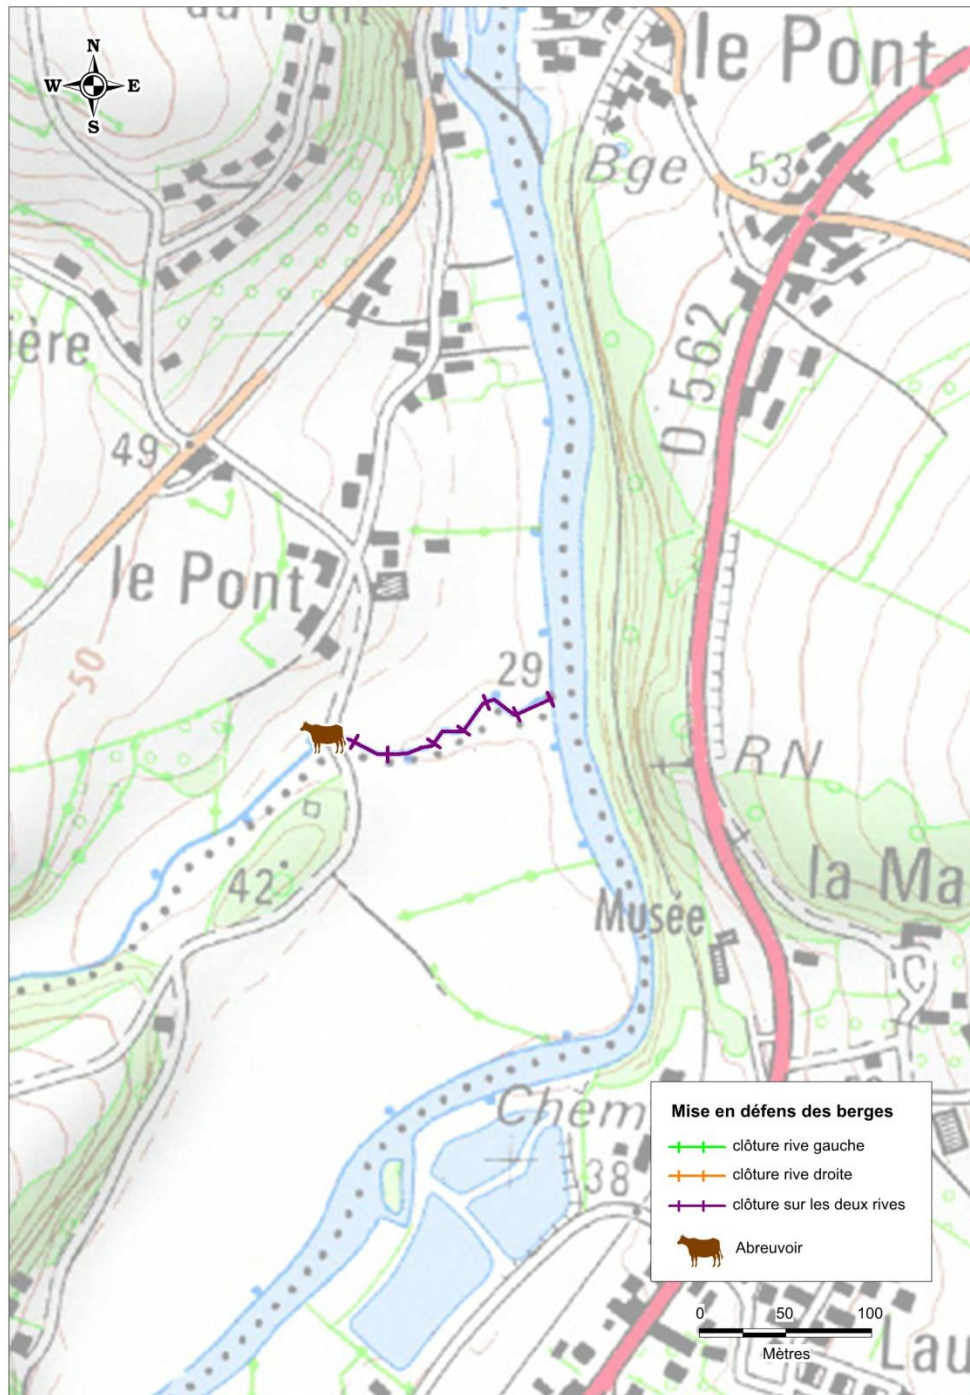 N
W E
S
le Pont
Bge
53
D 562
ère
49
le Pont
50
29
RN
42
la Ma
Musée
Chem
38
Mise en défens des berges
clôture rive gauche
clôture rive droite
clôture sur les deux rives
Abreuvoir
0 50 100
Mètres
Lau